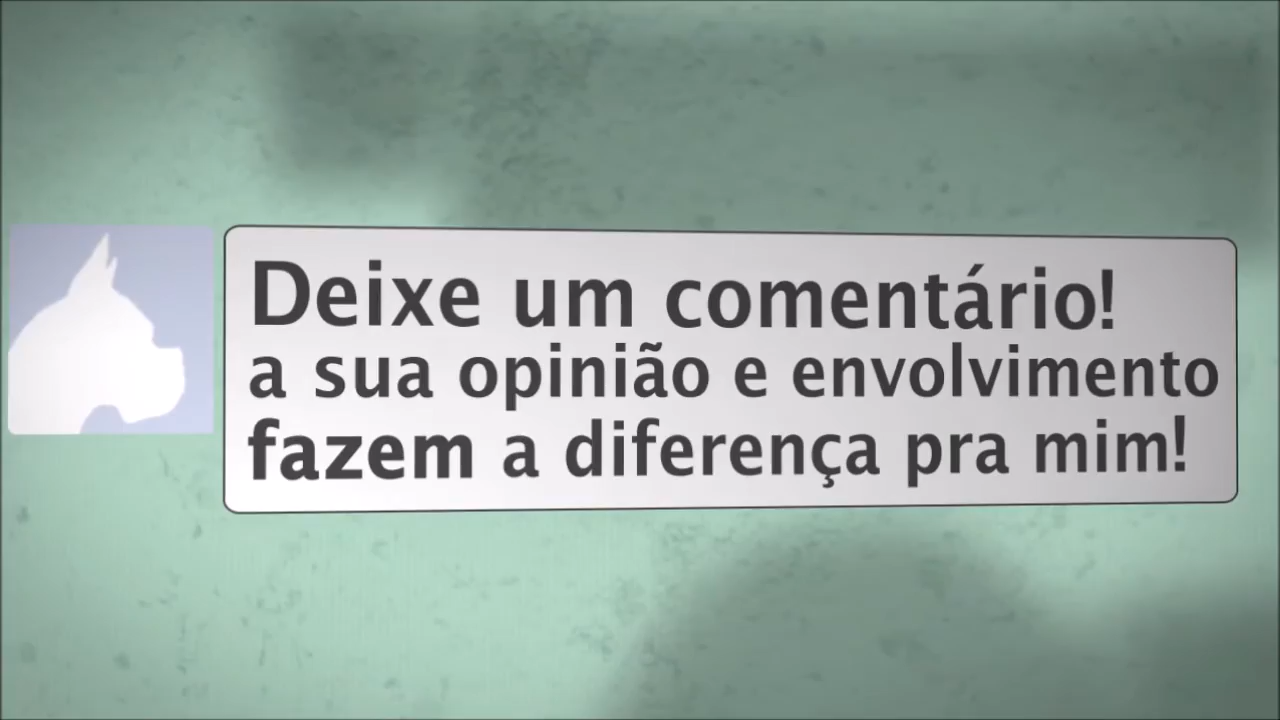 Deixe um comentário!
a sua opinião e envolvimento
fazem a diferença pra mim!